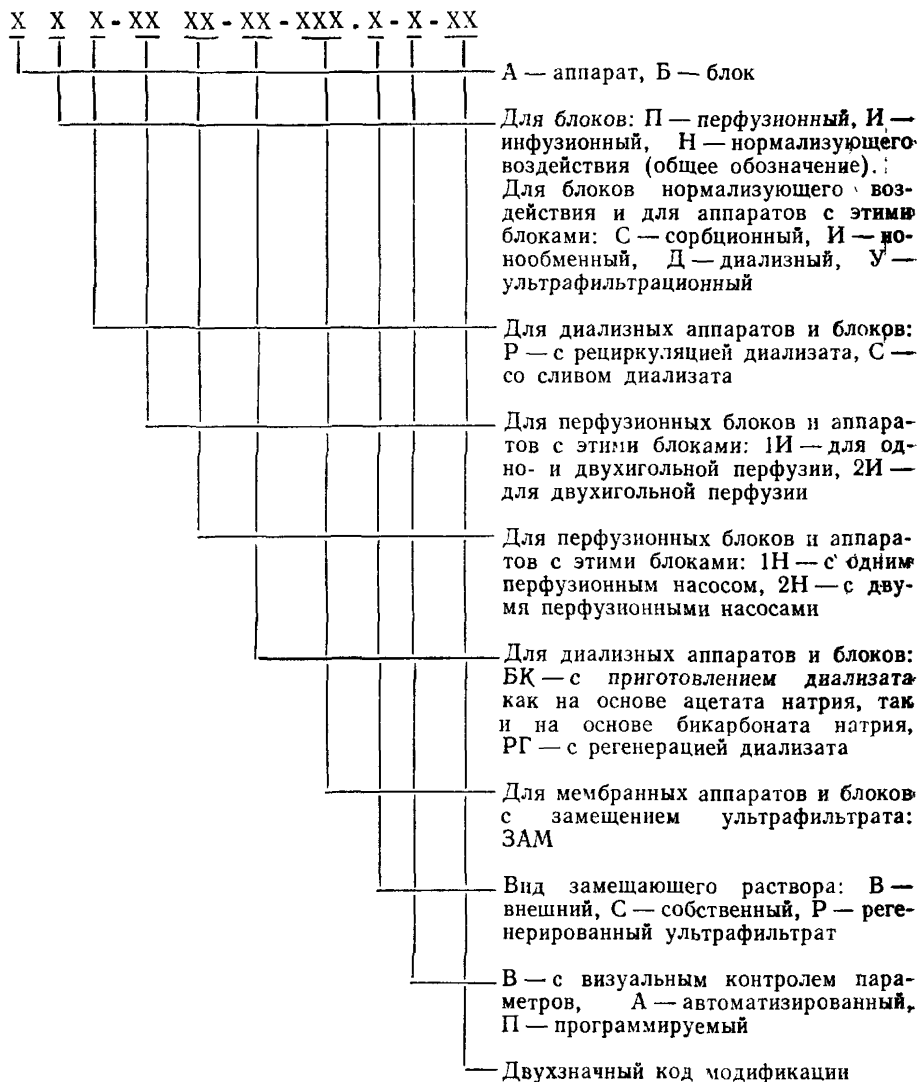 X X X - XX XX - XX - XXX . X - X - XX
А — аппарат, Б — блок
Для блоков: П — перфузионный, И —
инфузионный, Н — нормализующего
воздействия (общее обозначение).
Для блоков нормализующего воз-
действия и для аппаратов с этими
блоками: С — сорбционный, И — ио-
нообменный, Д — диализный, У —
ультрафильтрационный
Для диализных аппаратов и блоков:
Р — с рециркуляцией диализата, С —
со сливом диализата
Для перфузионных блоков и аппара-
тов с этими блоками: 1И — для од-
но- и двухигольной перфузии, 2И —
для двухигольной перфузии
Для перфузионных блоков и аппара-
тов с этими блоками: 1Н — с одним
перфузионным насосом, 2Н — с дву-
мя перфузионными насосами
Для диализных аппаратов и блоков:
БК — с приготовлением диализата
как на основе ацетата натрия, так
и на основе бикарбоната натрия,
РГ — с регенерацией диализата
Для мембранных аппаратов и блоков
с замещением ультрафильтрата:
ЗАМ
Вид замещающего раствора: В —
внешний, С — собственный, Р — реге-
нерированный ультрафильтрат
В — с визуальным контролем пара-
метров, А — автоматизированный,
П — программируемый
Двухзначный код модификации